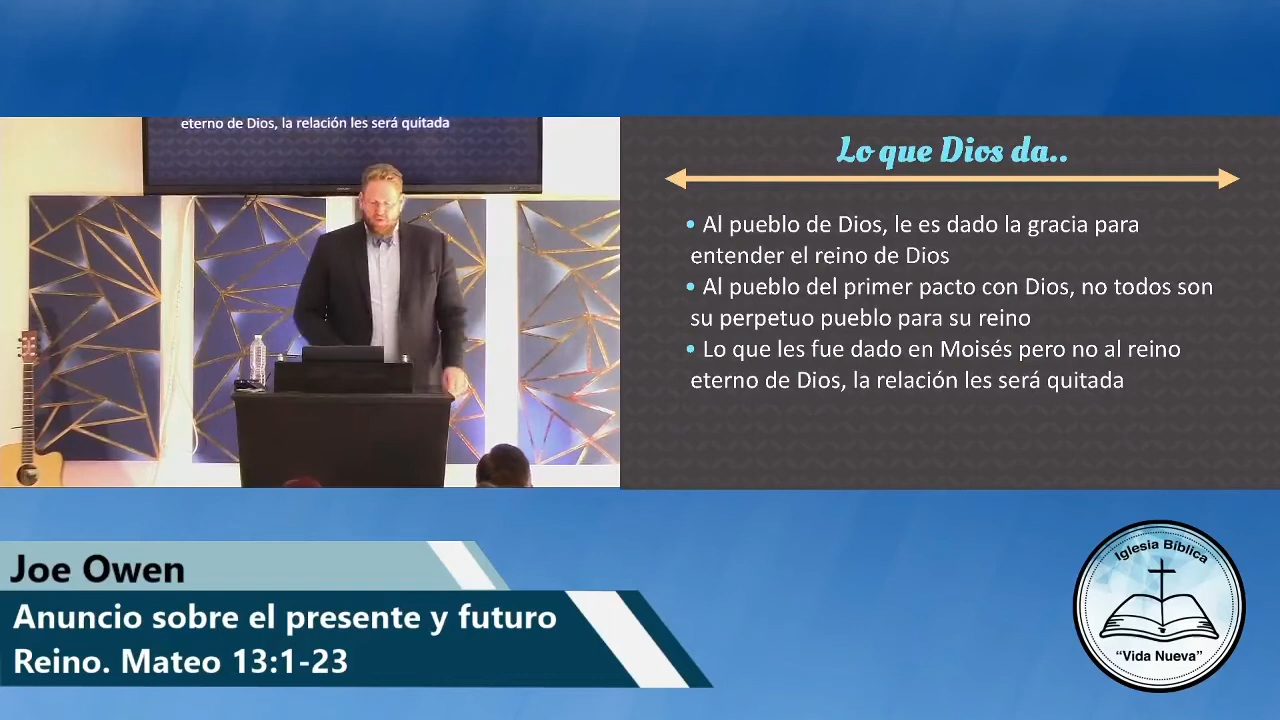 eterno de Dios, la relación les será quitada
Lo que Dios da..
• Al pueblo de Dios, le es dado la gracia para
entender el reino de Dios
• Al pueblo del primer pacto con Dios, no todos son
su perpetuo pueblo para su reino
• Lo que les fue dado en Moisés pero no al reino
eterno de Dios, la relación les será quitada
Joe Owen
Anuncio sobre el presente y futuro
Reino. Mateo 13:1-23
Iglesia Bíblica
“Vida Nueva”